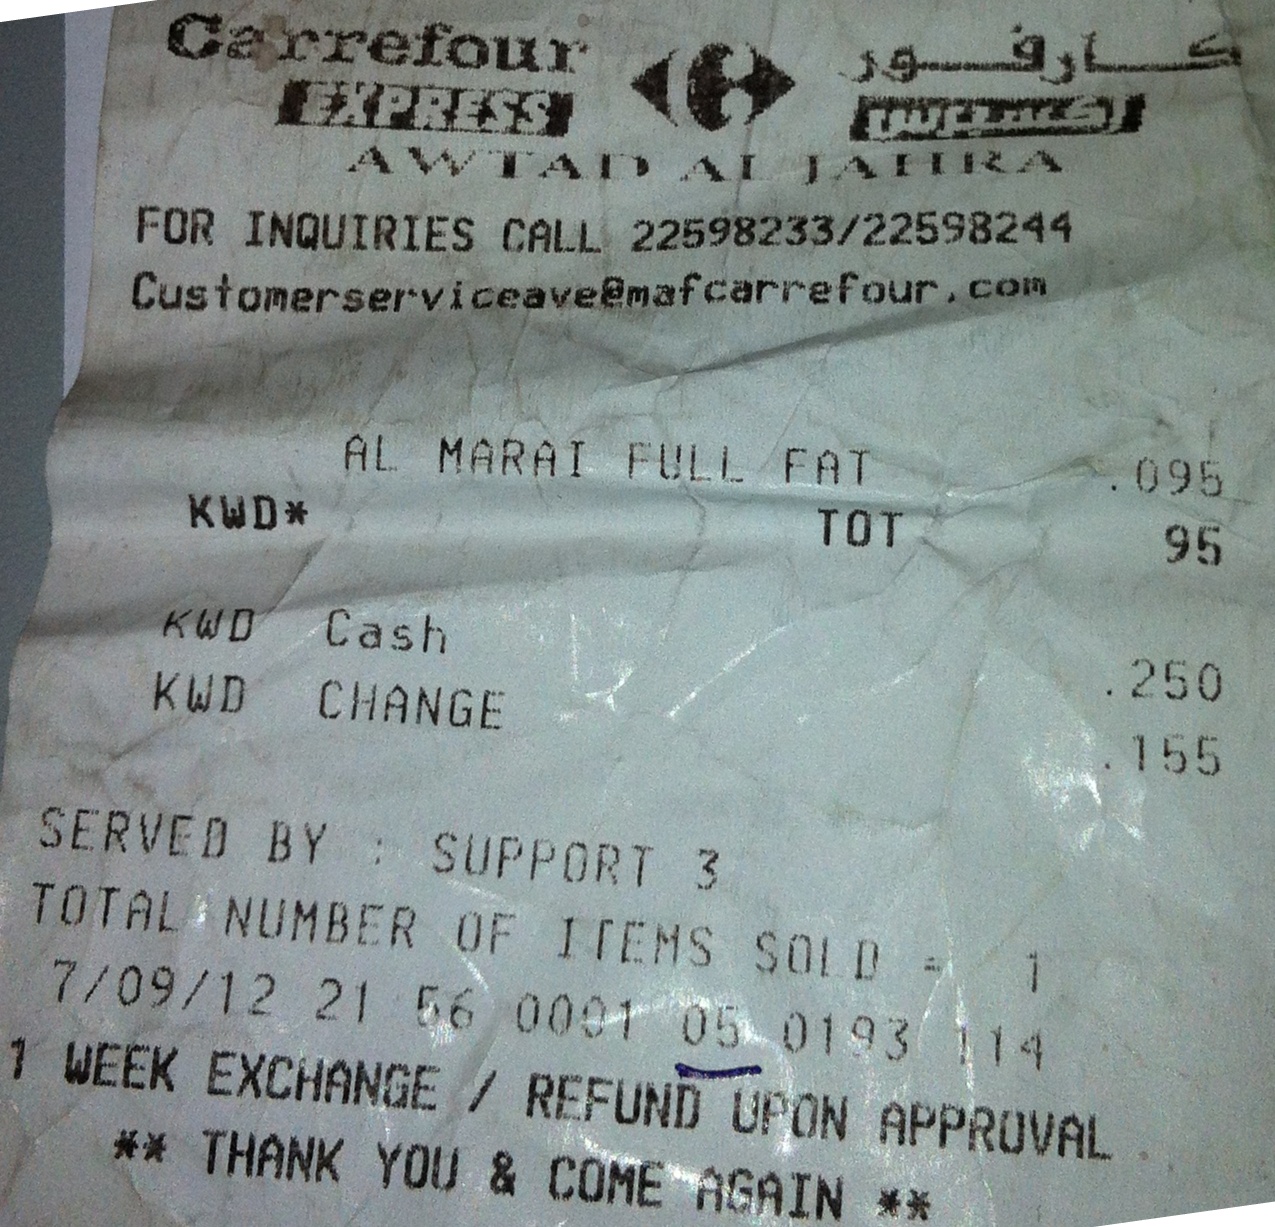 Carrefour كارفور
EXPRESS اكسبريس
AWTAD AL JAHRA
FOR INQUIRIES CALL 22598233/22598244
Customerserviceave@mafcarrefour.com
AL MARAI FULL FAT .095
KWD* TOT 95
KWD Cash .250
KWD CHANGE .155
SERVED BY : SUPPORT 3
TOTAL NUMBER OF ITEMS SOLD = 1
7/09/12 21 56 0001 05 0193 114
1 WEEK EXCHANGE / REFUND UPON APPROVAL
** THANK YOU & COME AGAIN **